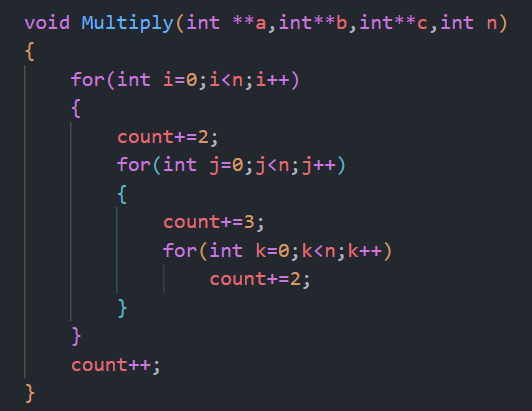 void Multiply(int **a,int**b,int**c,int n)
{
    for(int i=0;i<n;i++)
    {
        count+=2;
        for(int j=0;j<n;j++)
        {
            count+=3;
            for(int k=0;k<n;k++)
                count+=2;
        }
    }
    count++;
}